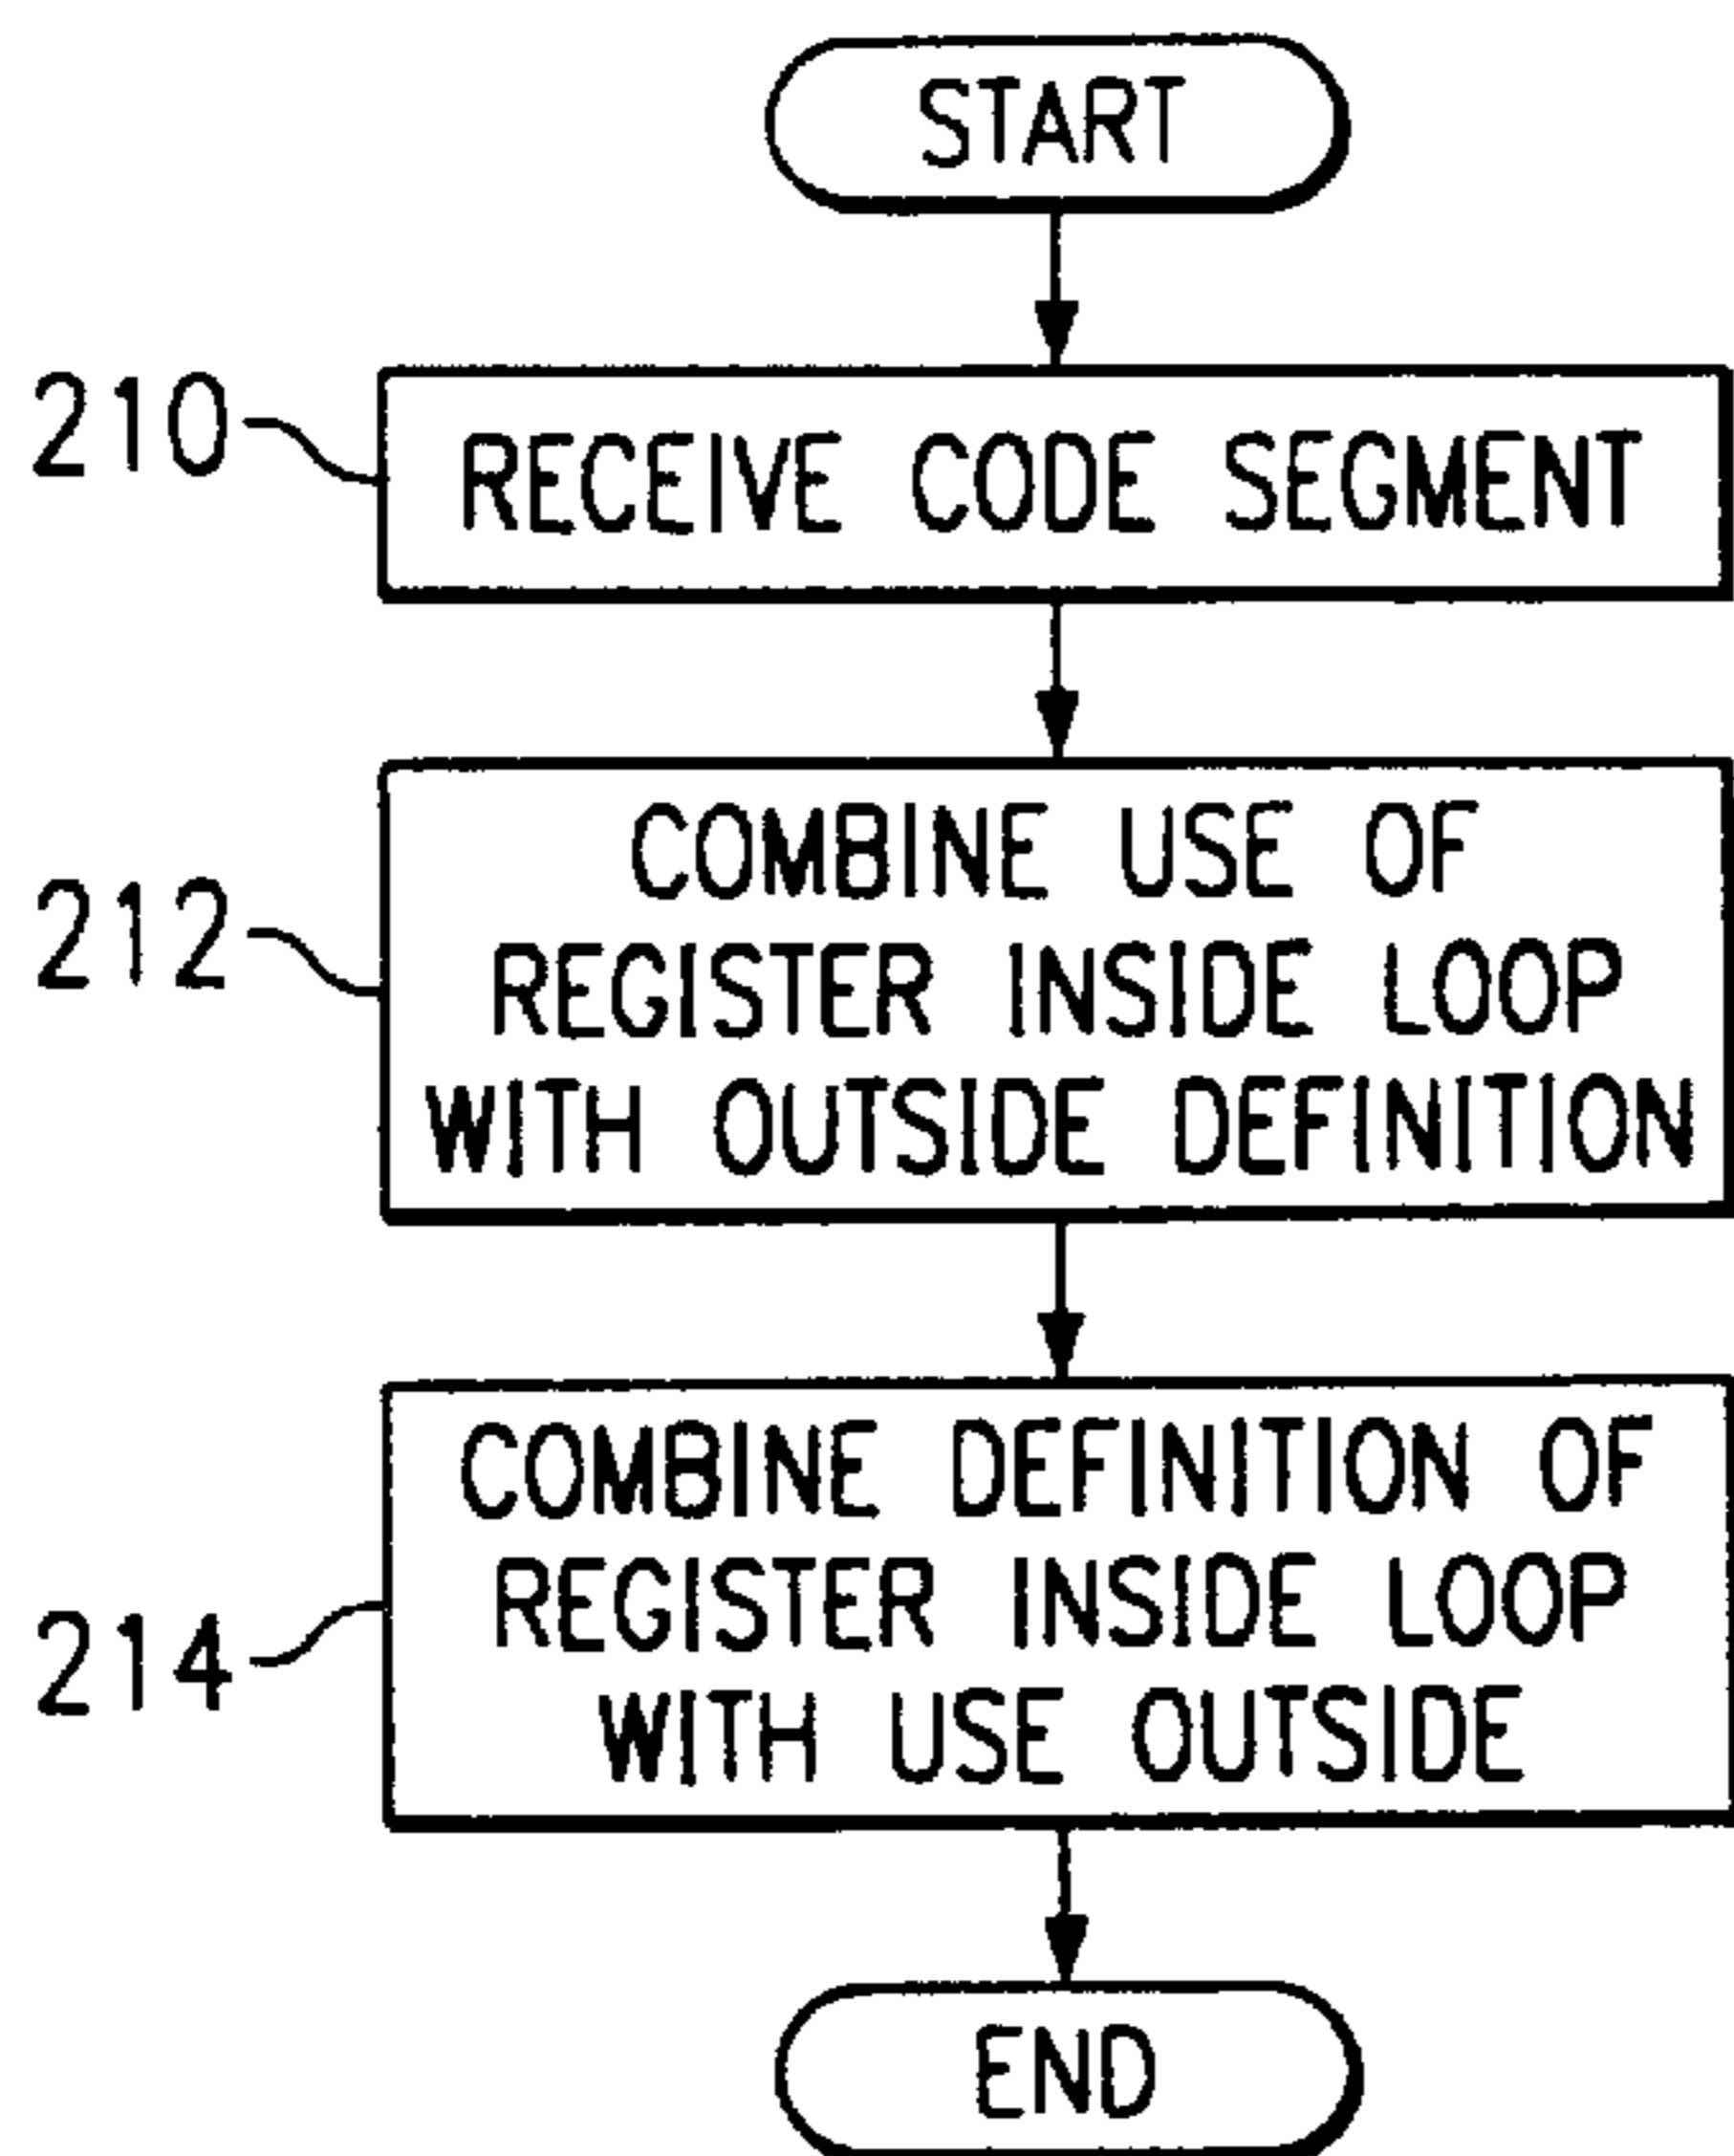 START
210
RECEIVE CODE SEGMENT
212
COMBINE USE OF
REGISTER INSIDE LOOP
WITH OUTSIDE DEFINITION
214
COMBINE DEFINITION OF
REGISTER INSIDE LOOP
WITH USE OUTSIDE
END